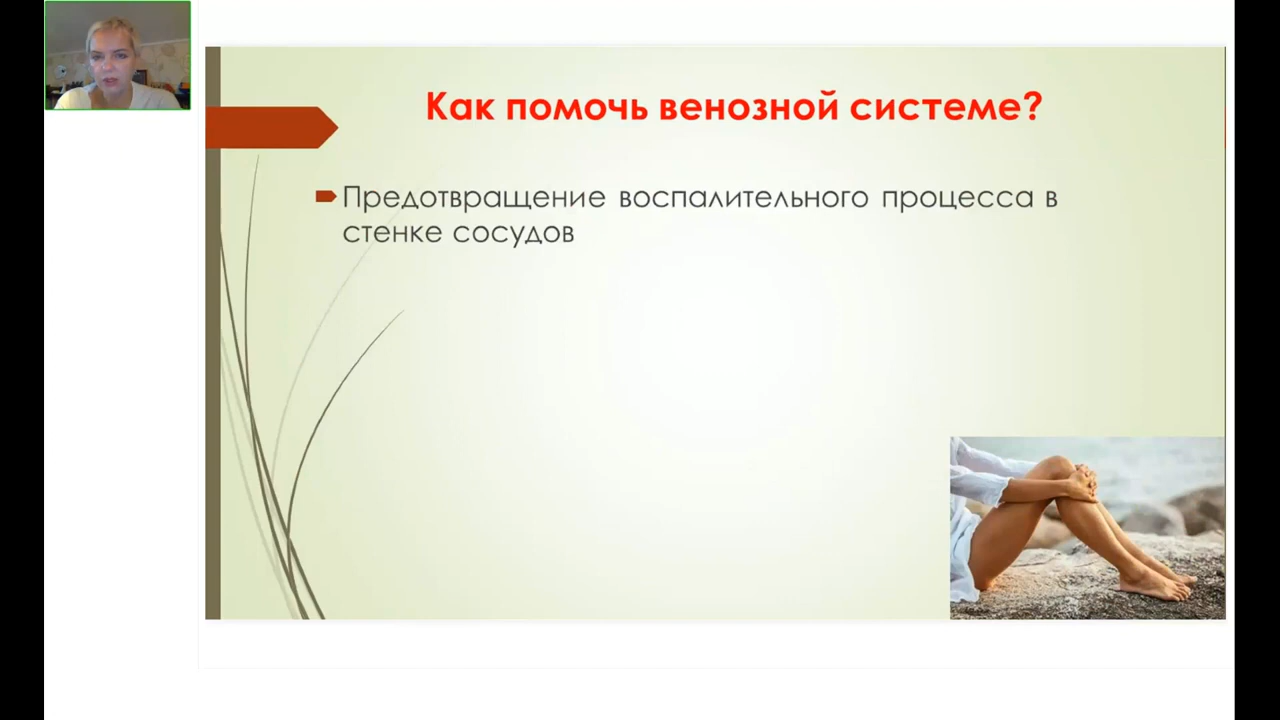 Как помочь венозной системе?
Предотвращение воспалительного процесса в
стенке сосудов